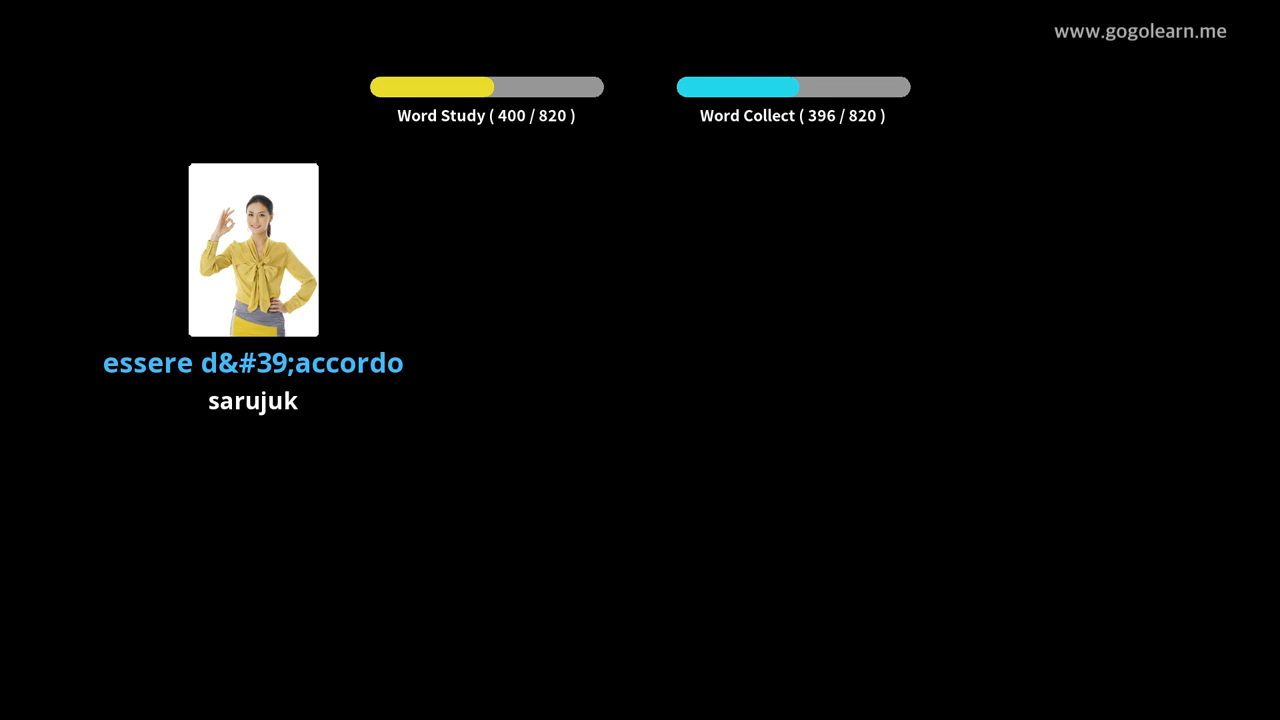 www.gogolearn.me
Word Study ( 400 / 820 )
Word Collect ( 396 / 820 )
essere d&#39;accordo
sarujuk